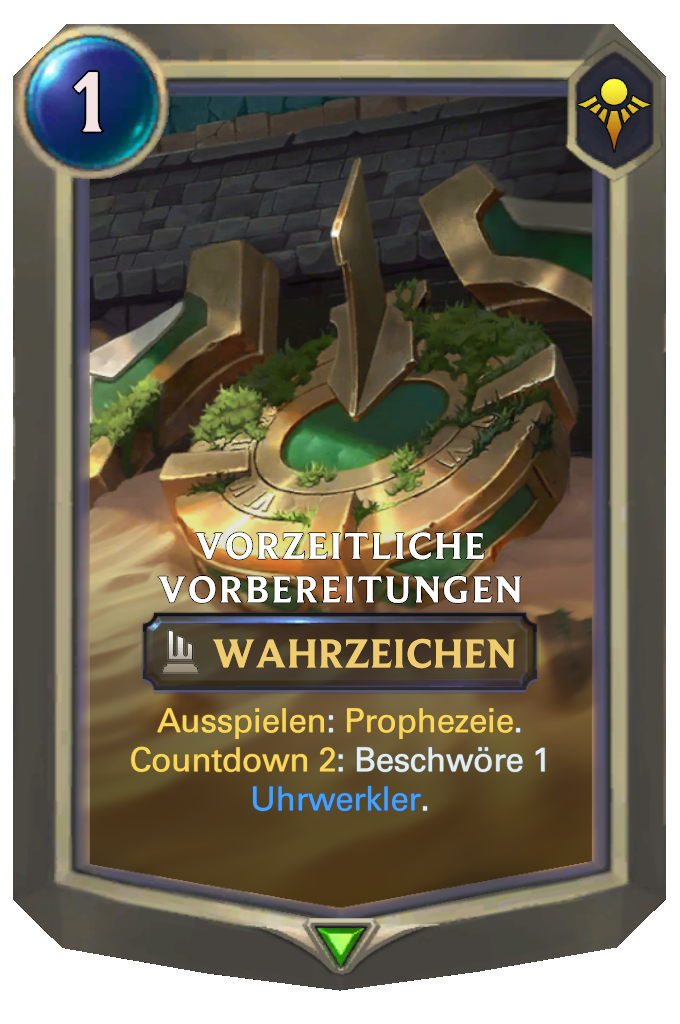 1
VORZEITLICHE
VORBEREITUNGEN
WAHRZEICHEN
Ausspielen: Prophezeie.
Countdown 2: Beschwöre 1
Uhrwerkler.